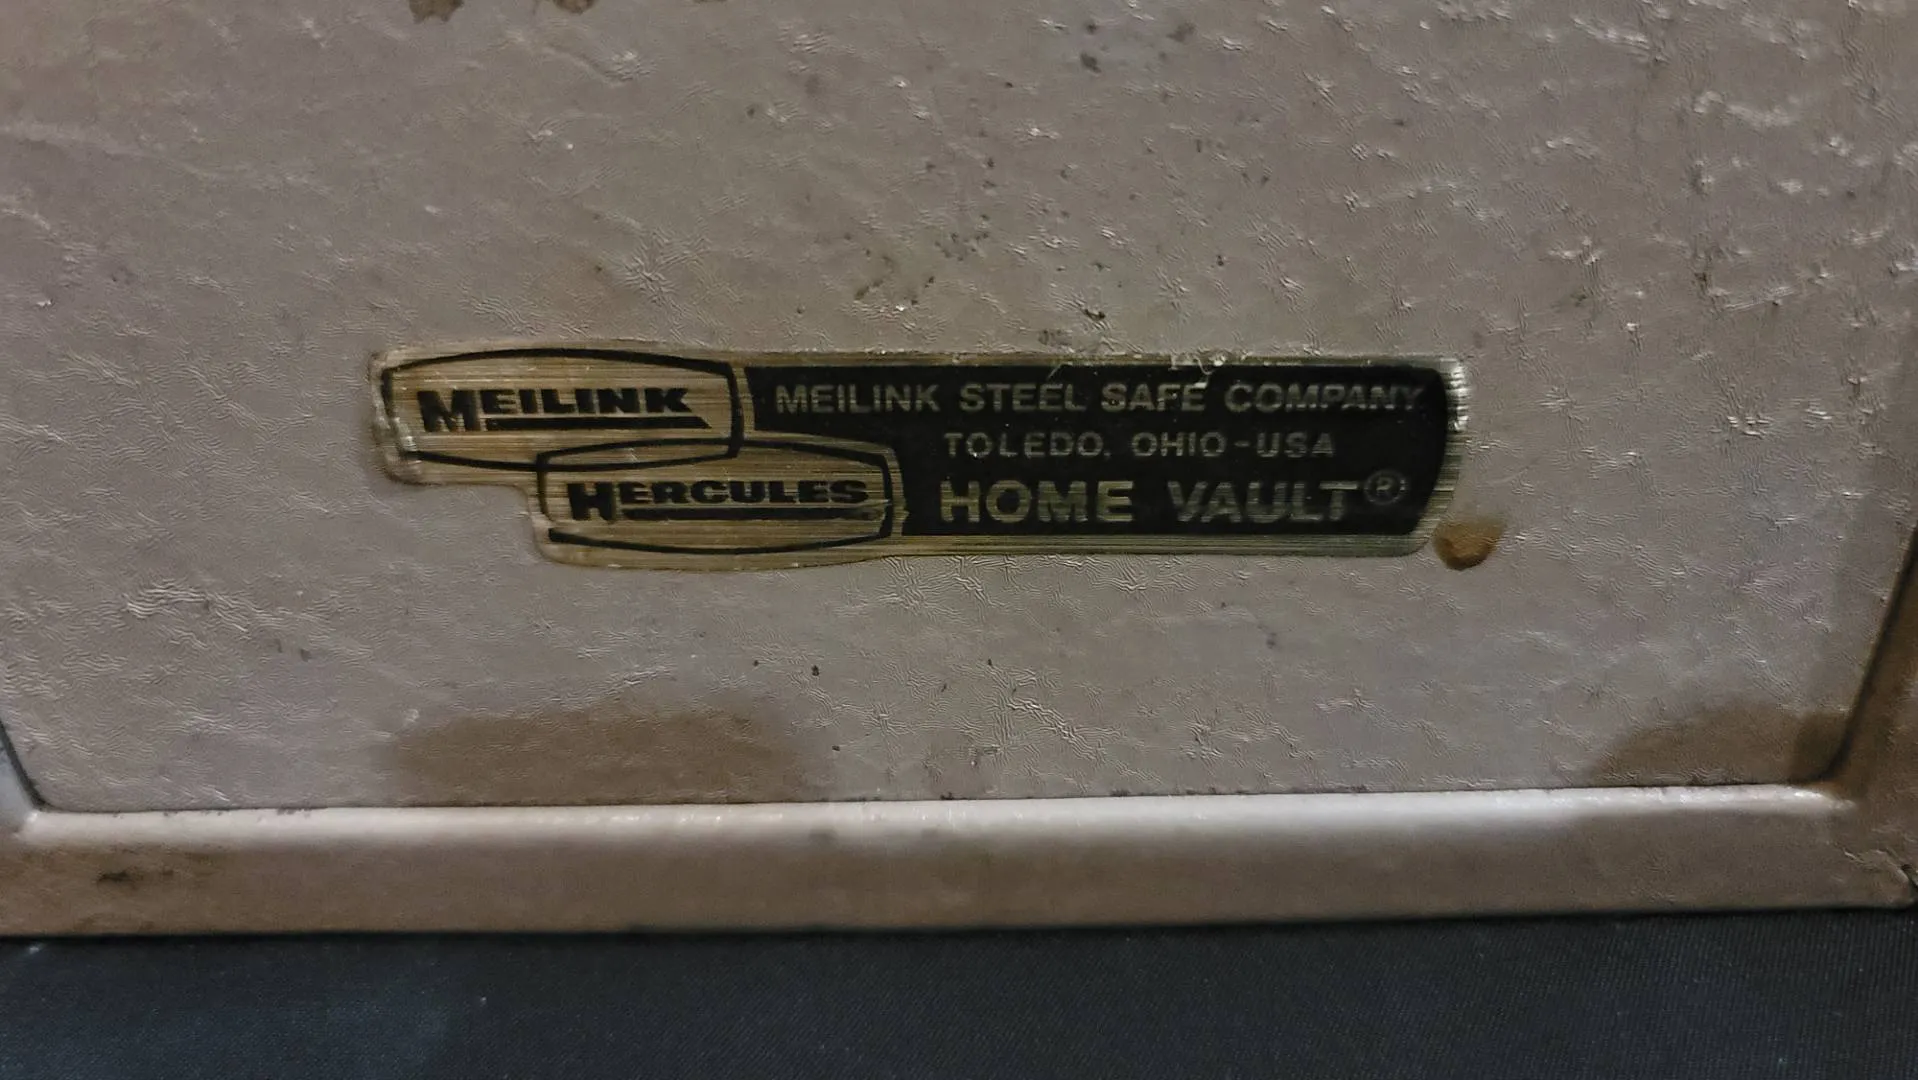 MEILINK
HERCULES
MEILINK STEEL SAFE COMPANY
TOLEDO, OHIO-USA
HOME VAULT®